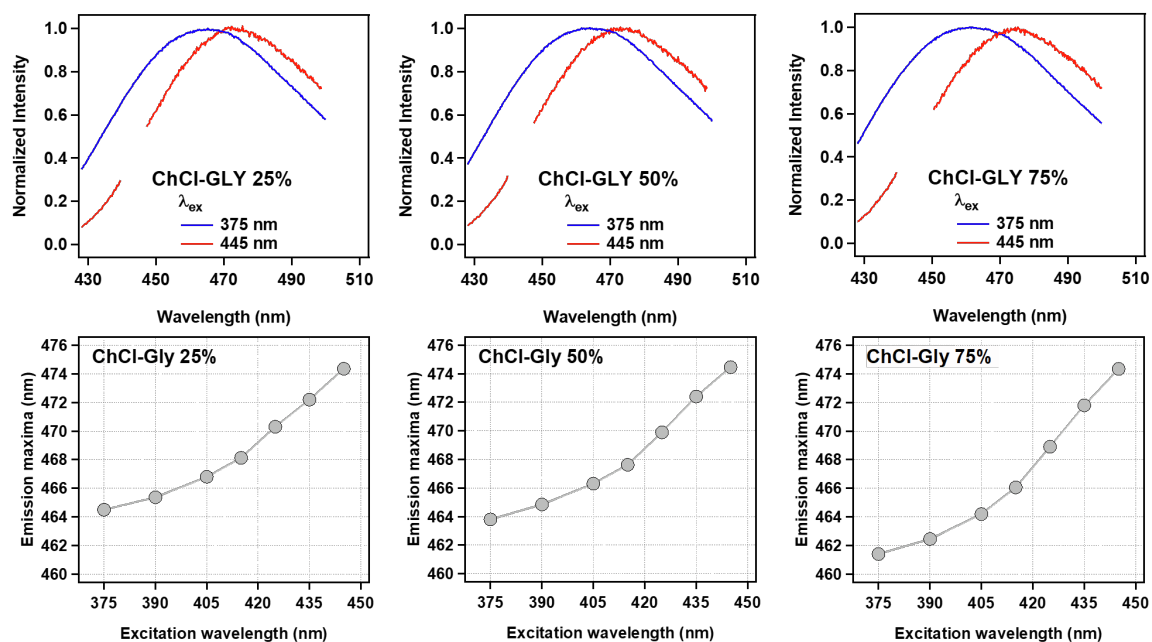 Normalized Intensity
1.0
0.8
0.6
0.4
0.2
0.0
ChCl-GLY 25%
λex
375 nm
445 nm
430 450 470 490 510
Wavelength (nm)
Normalized Intensity
1.0
0.8
0.6
0.4
0.2
0.0
ChCl-GLY 50%
λex
375 nm
445 nm
430 450 470 490 510
Wavelength (nm)
Normalized Intensity
1.0
0.8
0.6
0.4
0.2
0.0
ChCl-GLY 75%
λex
375 nm
445 nm
430 450 470 490 510
Wavelength (nm)
Emission maxima (nm)
476
474
472
470
468
466
464
462
460
ChCl-Gly 25%
375 390 405 420 435 450
Excitation wavelength (nm)
Emission maxima (nm)
476
474
472
470
468
466
464
462
460
ChCl-Gly 50%
375 390 405 420 435 450
Excitation wavelength (nm)
Emission maxima (nm)
476
474
472
470
468
466
464
462
460
ChCl-Gly 75%
375 390 405 420 435 450
Excitation wavelength (nm)